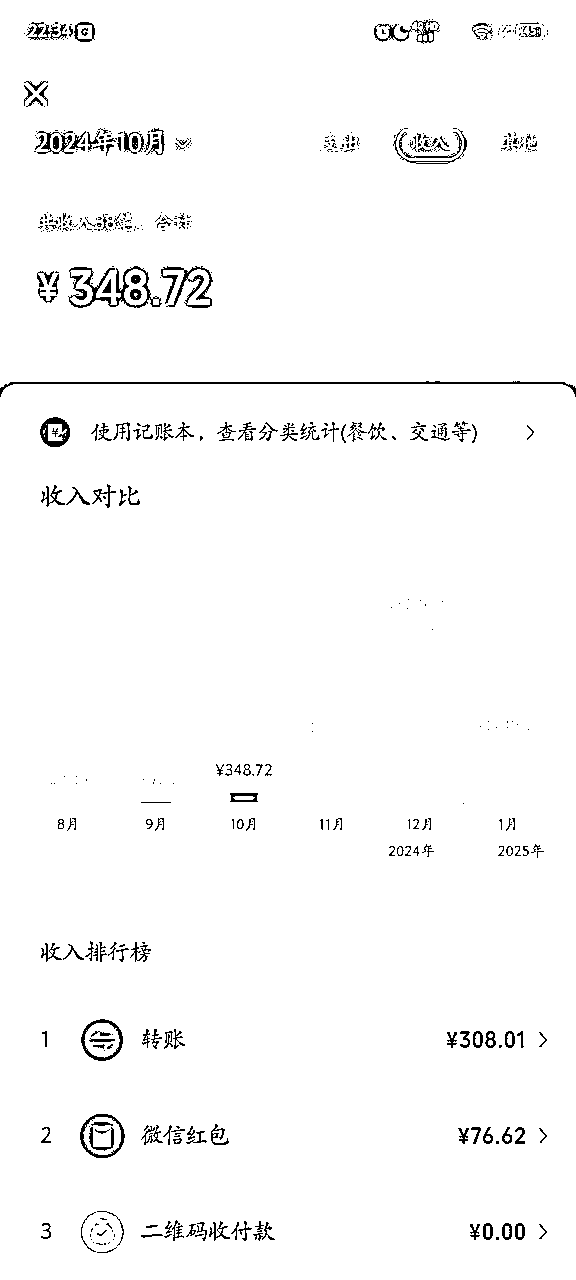 22:34
2024年10月
支出 收入 其他
共收入38笔，合计
¥348.72
使用记账本，查看分类统计(餐饮、交通等)
收入对比
¥348.72
8月 9月 10月 11月 12月 1月
2024年 2025年
收入排行榜
1 转账 ¥308.01
2 微信红包 ¥76.62
3 二维码收付款 ¥0.00